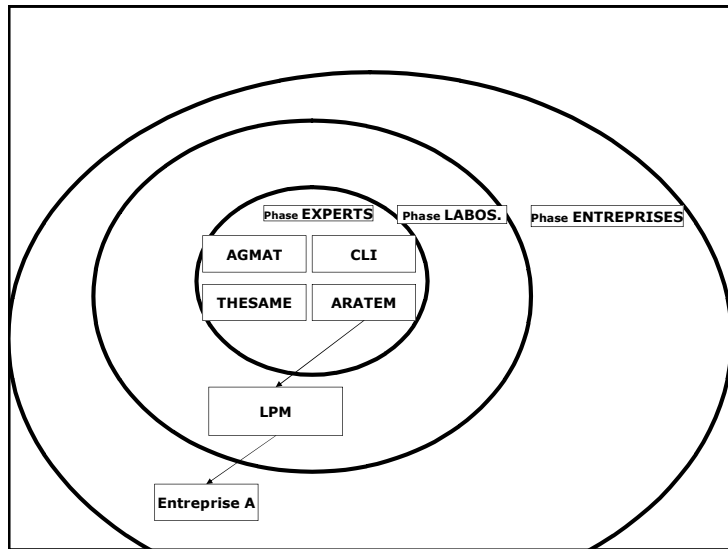 Phase EXPERTS
Phase LABOS.
Phase ENTREPRISES
AGMAT
CLI
THESAME
ARATEM
LPM
Entreprise A